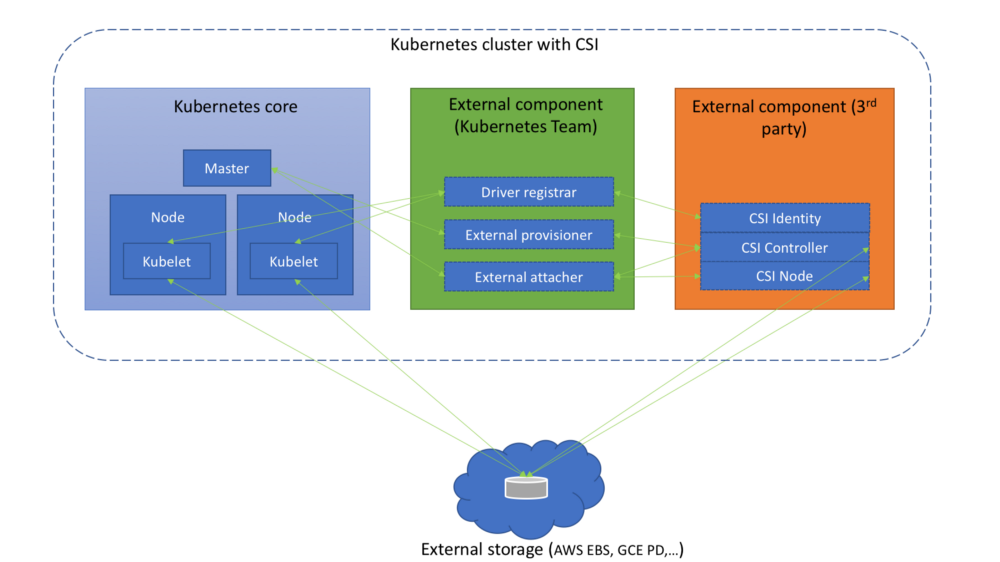 Kubernetes cluster with CSI
Kubernetes core
Master
Node
Kubelet
Node
Kubelet
External component
(Kubernetes Team)
Driver registrar
External provisioner
External attacher
External component (3rd
party)
CSI Identity
CSI Controller
CSI Node
External storage (AWS EBS, GCE PD,...)